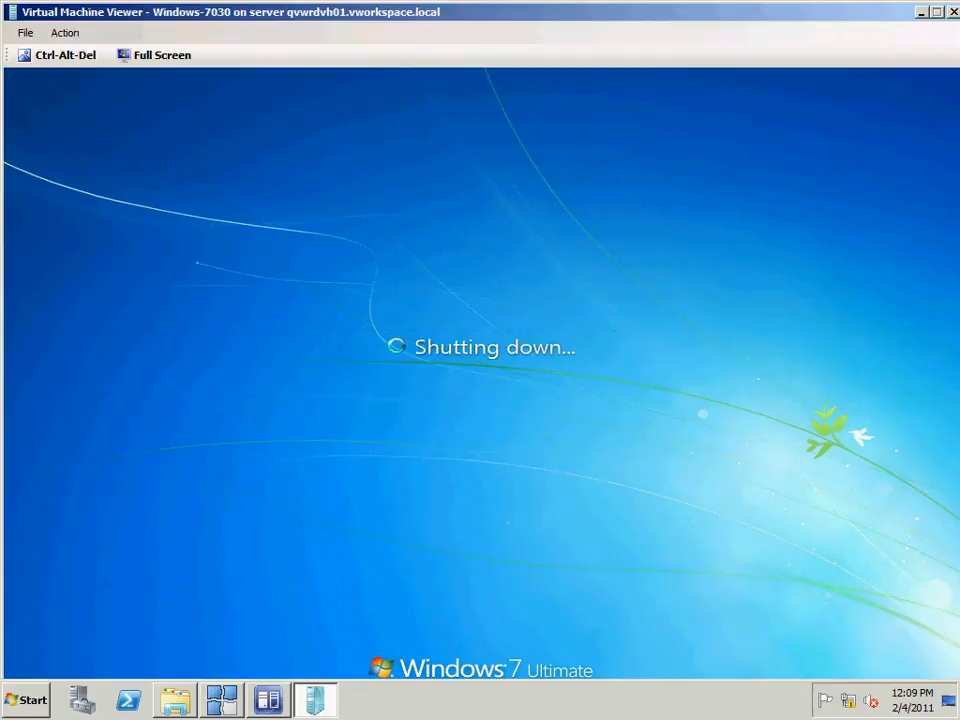 Virtual Machine Viewer - Windows-7030 on server qvwrdvh01.vworkspace.local
File Action
Ctrl-Alt-Del Full Screen
Shutting down...
Windows 7 Ultimate
Start
12:09 PM
2/4/2011